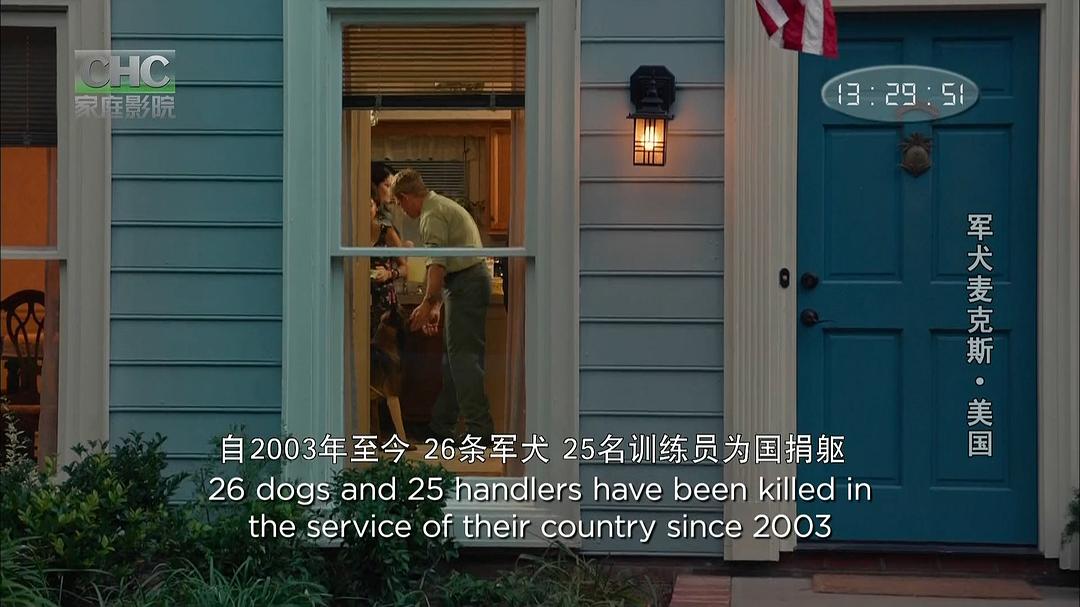 CHC
家庭影院
13:29:51
军犬麦克斯·美国
自2003年至今 26条军犬 25名训练员为国捐躯
26 dogs and 25 handlers have been killed in
the service of their country since 2003